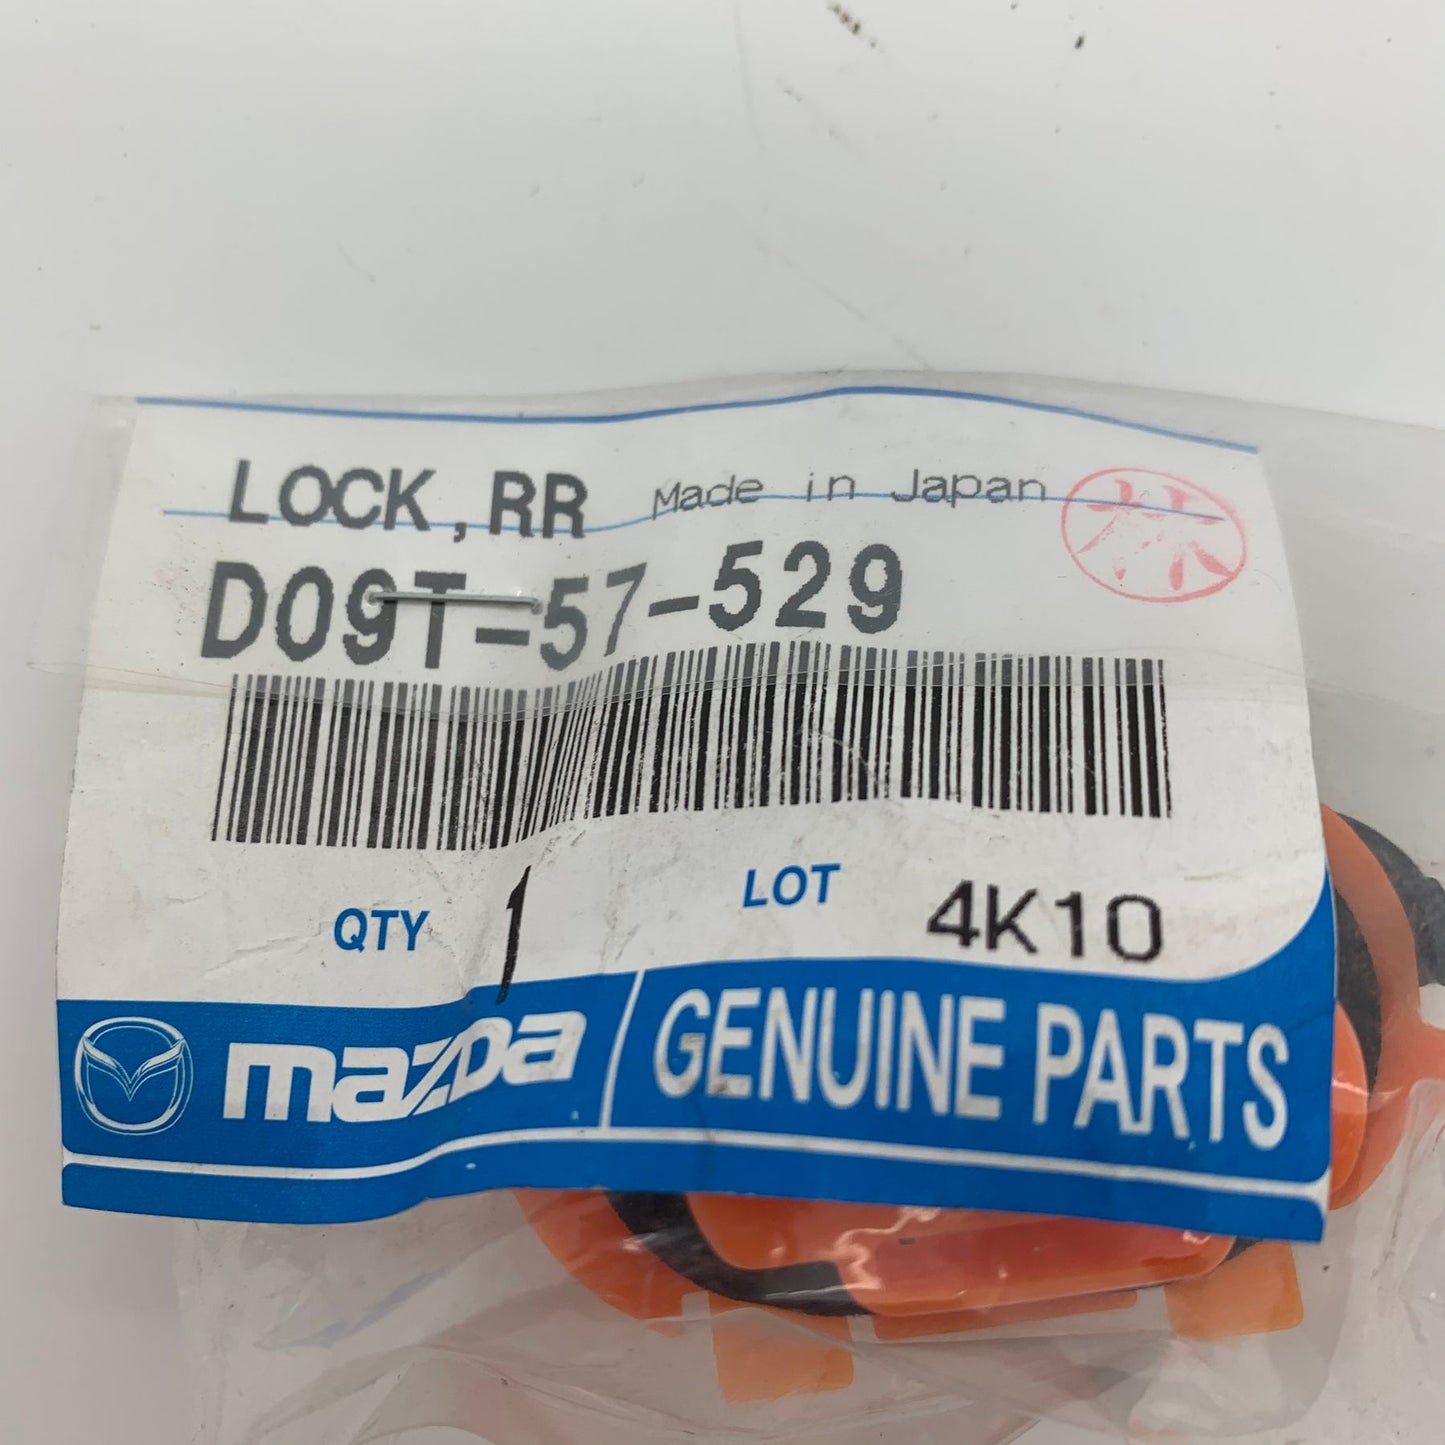 LOCK, RR Made in Japan
D09T-57-529
QTY 1 LOT 4K10
mazda GENUINE PARTS